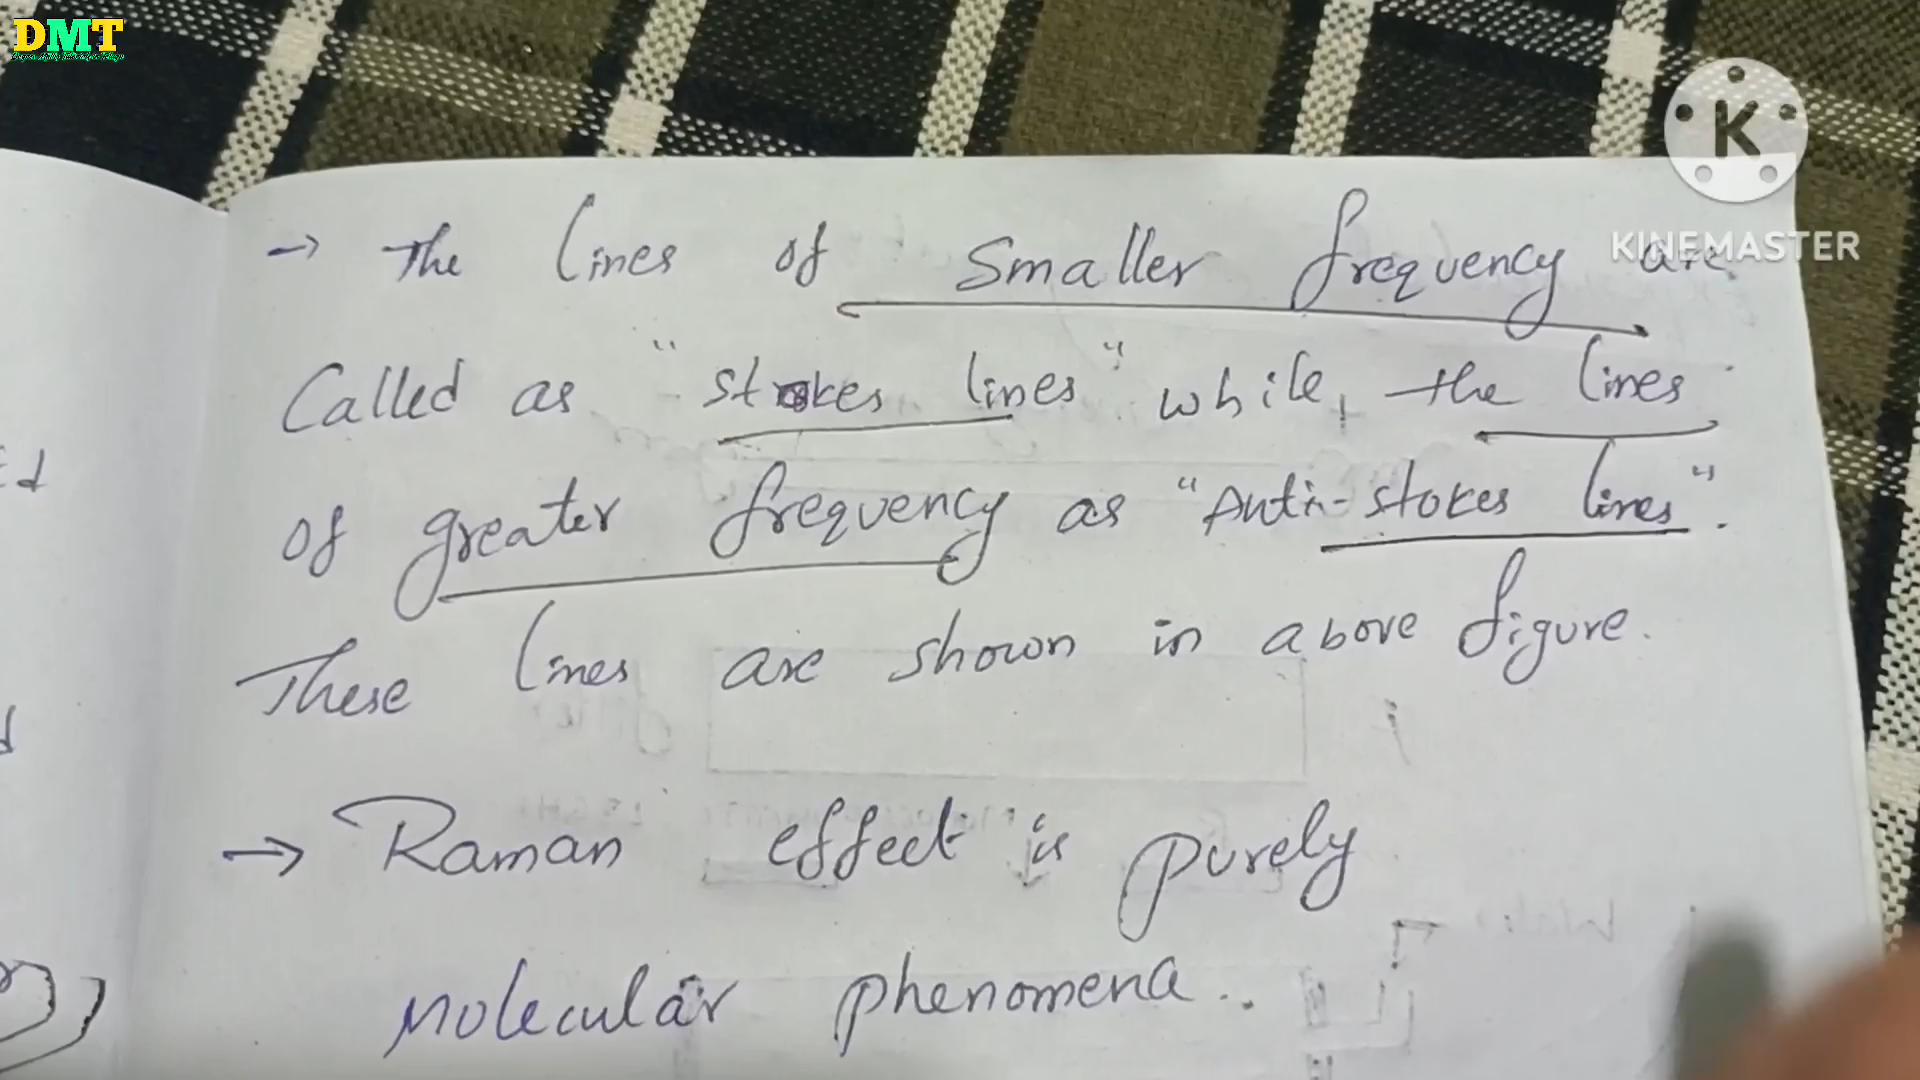 DMT
KINEMASTER
→ The lines of smaller frequency are
Called as "stokes lines" while, the lines
of greater frequency as "Anti-stokes lines".
These lines are shown in above figure.
→ Raman effect is purely
Molecular phenomena..